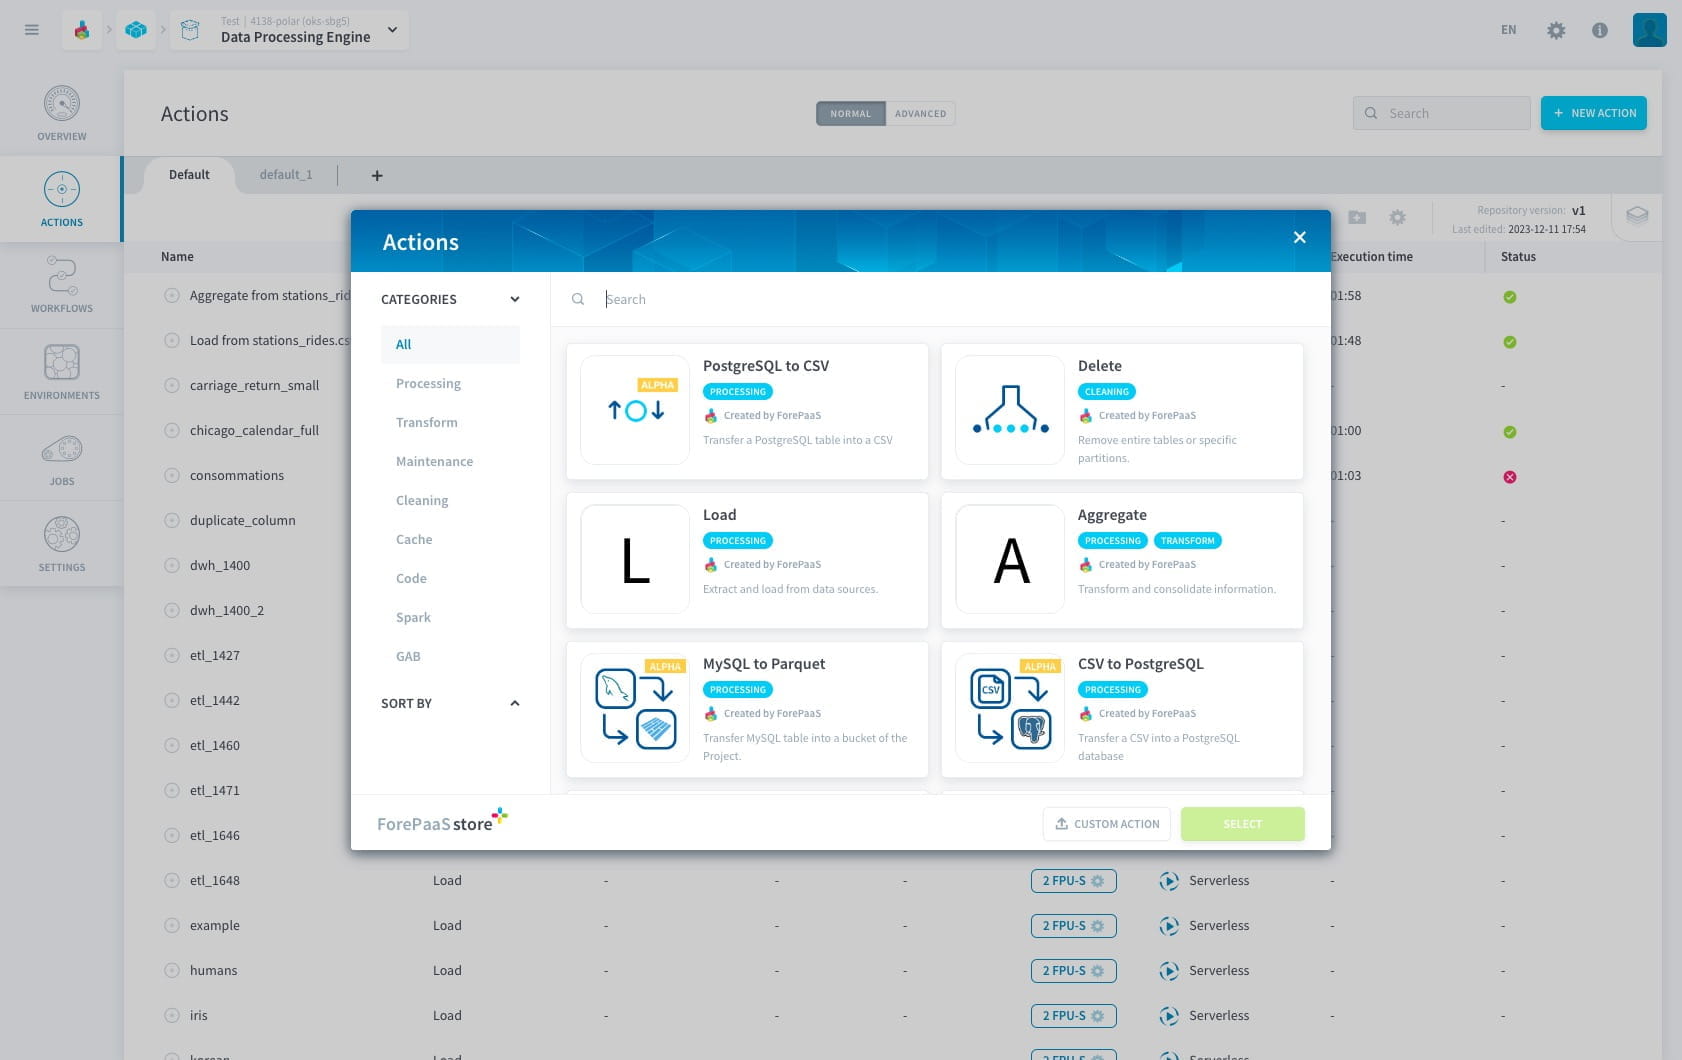 Test | 4138-polar (oks-sbg5)
Data Processing Engine
EN
OVERVIEW
ACTIONS
WORKFLOWS
ENVIRONMENTS
JOBS
SETTINGS
Actions
NORMAL ADVANCED
Search
+ NEW ACTION
Default default_1 +
Repository version: v1
Last edited: 2023-12-11 17:54
Name Execution time Status
Aggregate from stations_rid 01:58
Load from stations_rides.cs 01:48
carriage_return_small - -
chicago_calendar_full 01:00
consommations 01:03
duplicate_column - -
dwh_1400 - -
dwh_1400_2 - -
etl_1427 - -
etl_1442 - -
etl_1460 - -
etl_1471 - -
etl_1646 - -
etl_1648 Load - - - 2 FPU-S Serverless - -
example Load - - - 2 FPU-S Serverless - -
humans Load - - - 2 FPU-S Serverless - -
iris Load - - - 2 FPU-S Serverless - -
Actions
CATEGORIES
All
Processing
Transform
Maintenance
Cleaning
Cache
Code
Spark
GAB
SORT BY
Search
ALPHA
PostgreSQL to CSV
PROCESSING
Created by ForePaaS
Transfer a PostgreSQL table into a CSV
Delete
CLEANING
Created by ForePaaS
Remove entire tables or specific
partitions.
L
Load
PROCESSING
Created by ForePaaS
Extract and load from data sources.
A
Aggregate
PROCESSING TRANSFORM
Created by ForePaaS
Transform and consolidate information.
ALPHA
MySQL to Parquet
PROCESSING
Created by ForePaaS
Transfer MySQL table into a bucket of the
Project.
ALPHA
CSV
CSV to PostgreSQL
PROCESSING
Created by ForePaaS
Transfer a CSV into a PostgreSQL
database
ForePaaS store
CUSTOM ACTION
SELECT